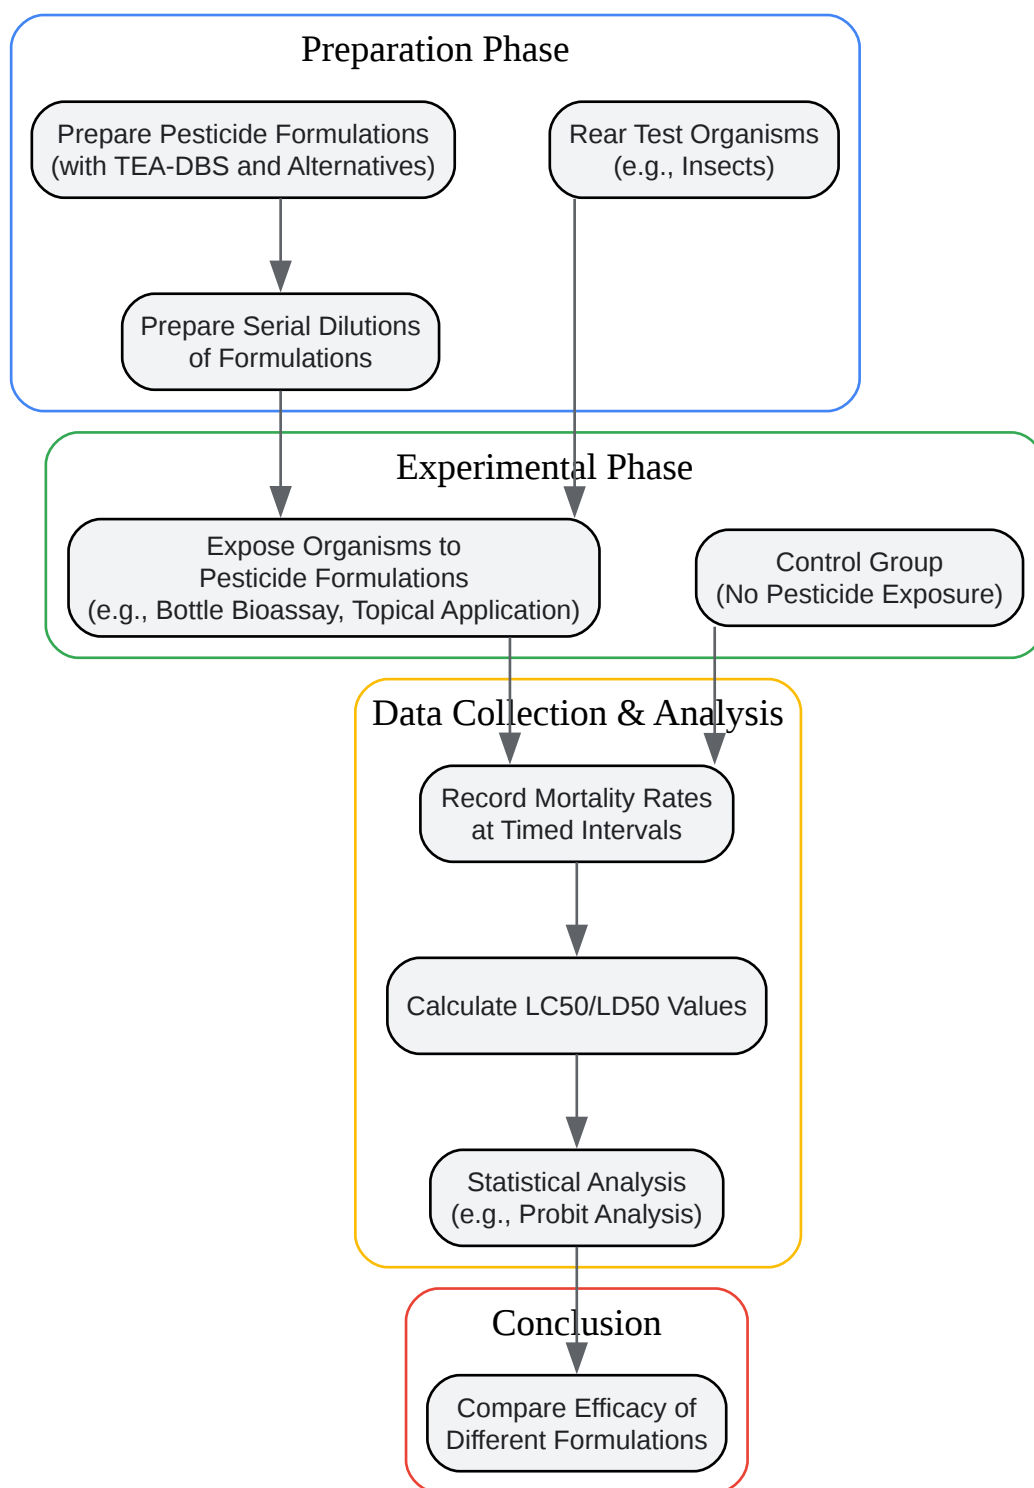 Preparation Phase
Prepare Pesticide Formulations
(with TEA-DBS and Alternatives)
Rear Test Organisms
(e.g., Insects)
Prepare Serial Dilutions
of Formulations
Experimental Phase
Expose Organisms to
Pesticide Formulations
(e.g., Bottle Bioassay, Topical Application)
Control Group
(No Pesticide Exposure)
Data Collection & Analysis
Record Mortality Rates
at Timed Intervals
Calculate LC50/LD50 Values
Statistical Analysis
(e.g., Probit Analysis)
Conclusion
Compare Efficacy of
Different Formulations